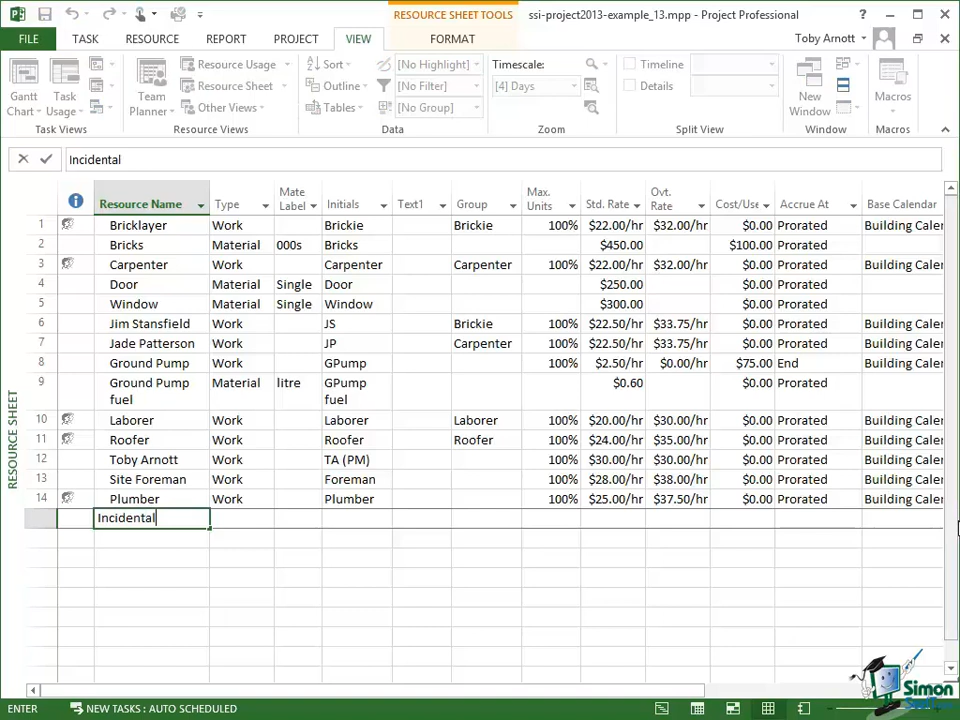 RESOURCE SHEET TOOLS
ssi-project2013-example_13.mpp - Project Professional
FILE TASK RESOURCE REPORT PROJECT VIEW FORMAT Toby Arnott
Gantt Chart
Task Usage
Task Views
Team Planner
Resource Usage
Resource Sheet
Other Views
Resource Views
Sort
Outline
Tables
[No Highlight]
[No Filter]
[No Group]
Data
Timescale:
[4] Days
Zoom
Timeline
Details
Split View
New Window
Window
Macros
Macros
Incidental
Resource Name Type Mate Label Initials Text1 Group Max. Units Std. Rate Ovt. Rate Cost/Use Accrue At Base Calendar
1 Bricklayer Work Brickie Brickie 100% $22.00/hr $32.00/hr $0.00 Prorated Building Caler
2 Bricks Material 000s Bricks $450.00 $100.00 Prorated
3 Carpenter Work Carpenter Carpenter 100% $22.00/hr $32.00/hr $0.00 Prorated Building Caler
4 Door Material Single Door $250.00 $0.00 Prorated
5 Window Material Single Window $300.00 $0.00 Prorated
6 Jim Stansfield Work JS Brickie 100% $22.50/hr $33.75/hr $0.00 Prorated Building Caler
7 Jade Patterson Work JP Carpenter 100% $22.50/hr $33.75/hr $0.00 Prorated Building Caler
8 Ground Pump Work GPump 100% $2.50/hr $0.00/hr $75.00 End Building Caler
9 Ground Pump fuel Material litre GPump fuel $0.60 $0.00 Prorated
10 Laborer Work Laborer Laborer 100% $20.00/hr $30.00/hr $0.00 Prorated Building Caler
11 Roofer Work Roofer Roofer 100% $24.00/hr $35.00/hr $0.00 Prorated Building Caler
12 Toby Arnott Work TA (PM) 100% $30.00/hr $30.00/hr $0.00 Prorated Building Caler
13 Site Foreman Work Foreman 100% $28.00/hr $38.00/hr $0.00 Prorated Building Caler
14 Plumber Work Plumber 100% $25.00/hr $37.50/hr $0.00 Prorated Building Caler
Incidental
RESOURCE SHEET
ENTER NEW TASKS : AUTO SCHEDULED
Simon